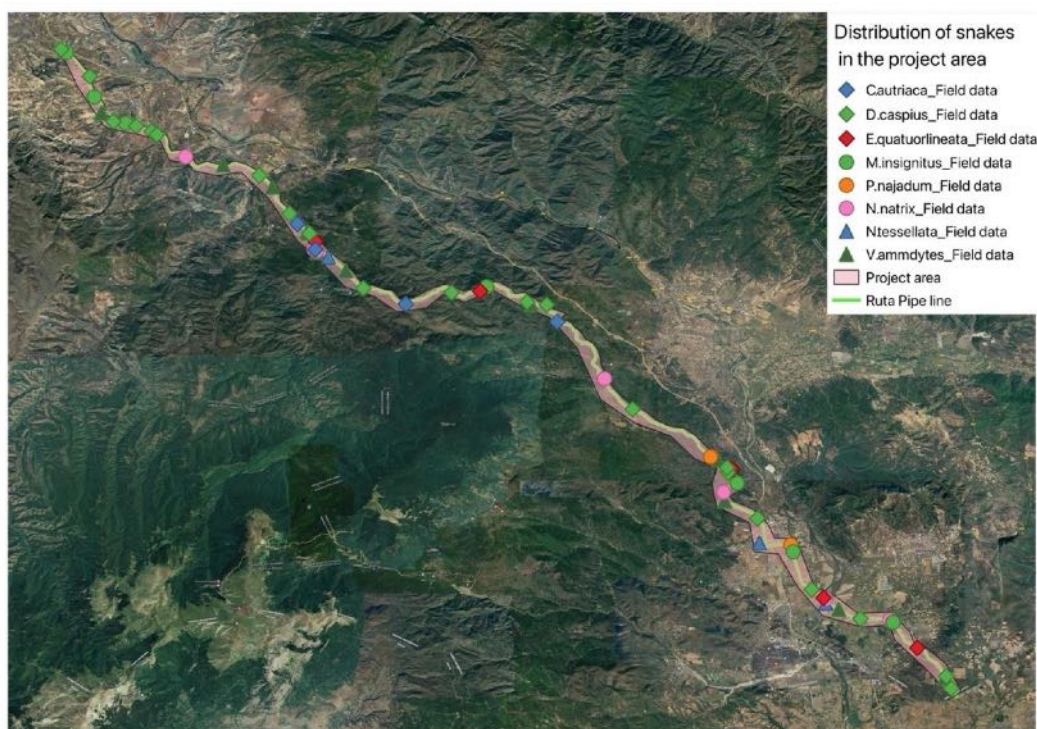 Distribution of snakes
in the project area
C.autriaca_Field data
D.caspius_Field data
E.quatuorlineata_Field data
M.insignitus_Field data
P.najadum_Field data
N.natrix_Field data
N.tessellata_Field data
V.ammdytes_Field data
Project area
Ruta Pipe line